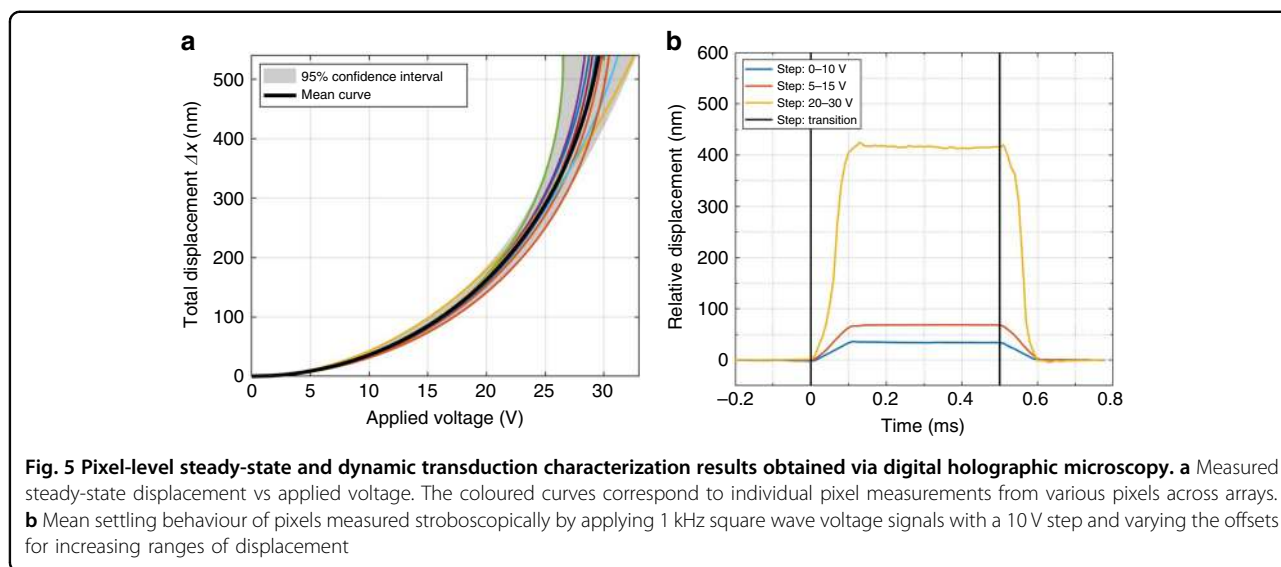 a
95% confidence interval
Mean curve
Total displacement Δx (nm)
500
400
300
200
100
0
0 5 10 15 20 25 30
Applied voltage (V)
b
Step: 0–10 V
Step: 5–15 V
Step: 20–30 V
Step: transition
Relative displacement (nm)
600
500
400
300
200
100
0
–0.2 0 0.2 0.4 0.6 0.8
Time (ms)
Fig. 5 Pixel-level steady-state and dynamic transduction characterization results obtained via digital holographic microscopy. a Measured
steady-state displacement vs applied voltage. The coloured curves correspond to individual pixel measurements from various pixels across arrays.
b Mean settling behaviour of pixels measured stroboscopically by applying 1 kHz square wave voltage signals with a 10 V step and varying the offsets
for increasing ranges of displacement